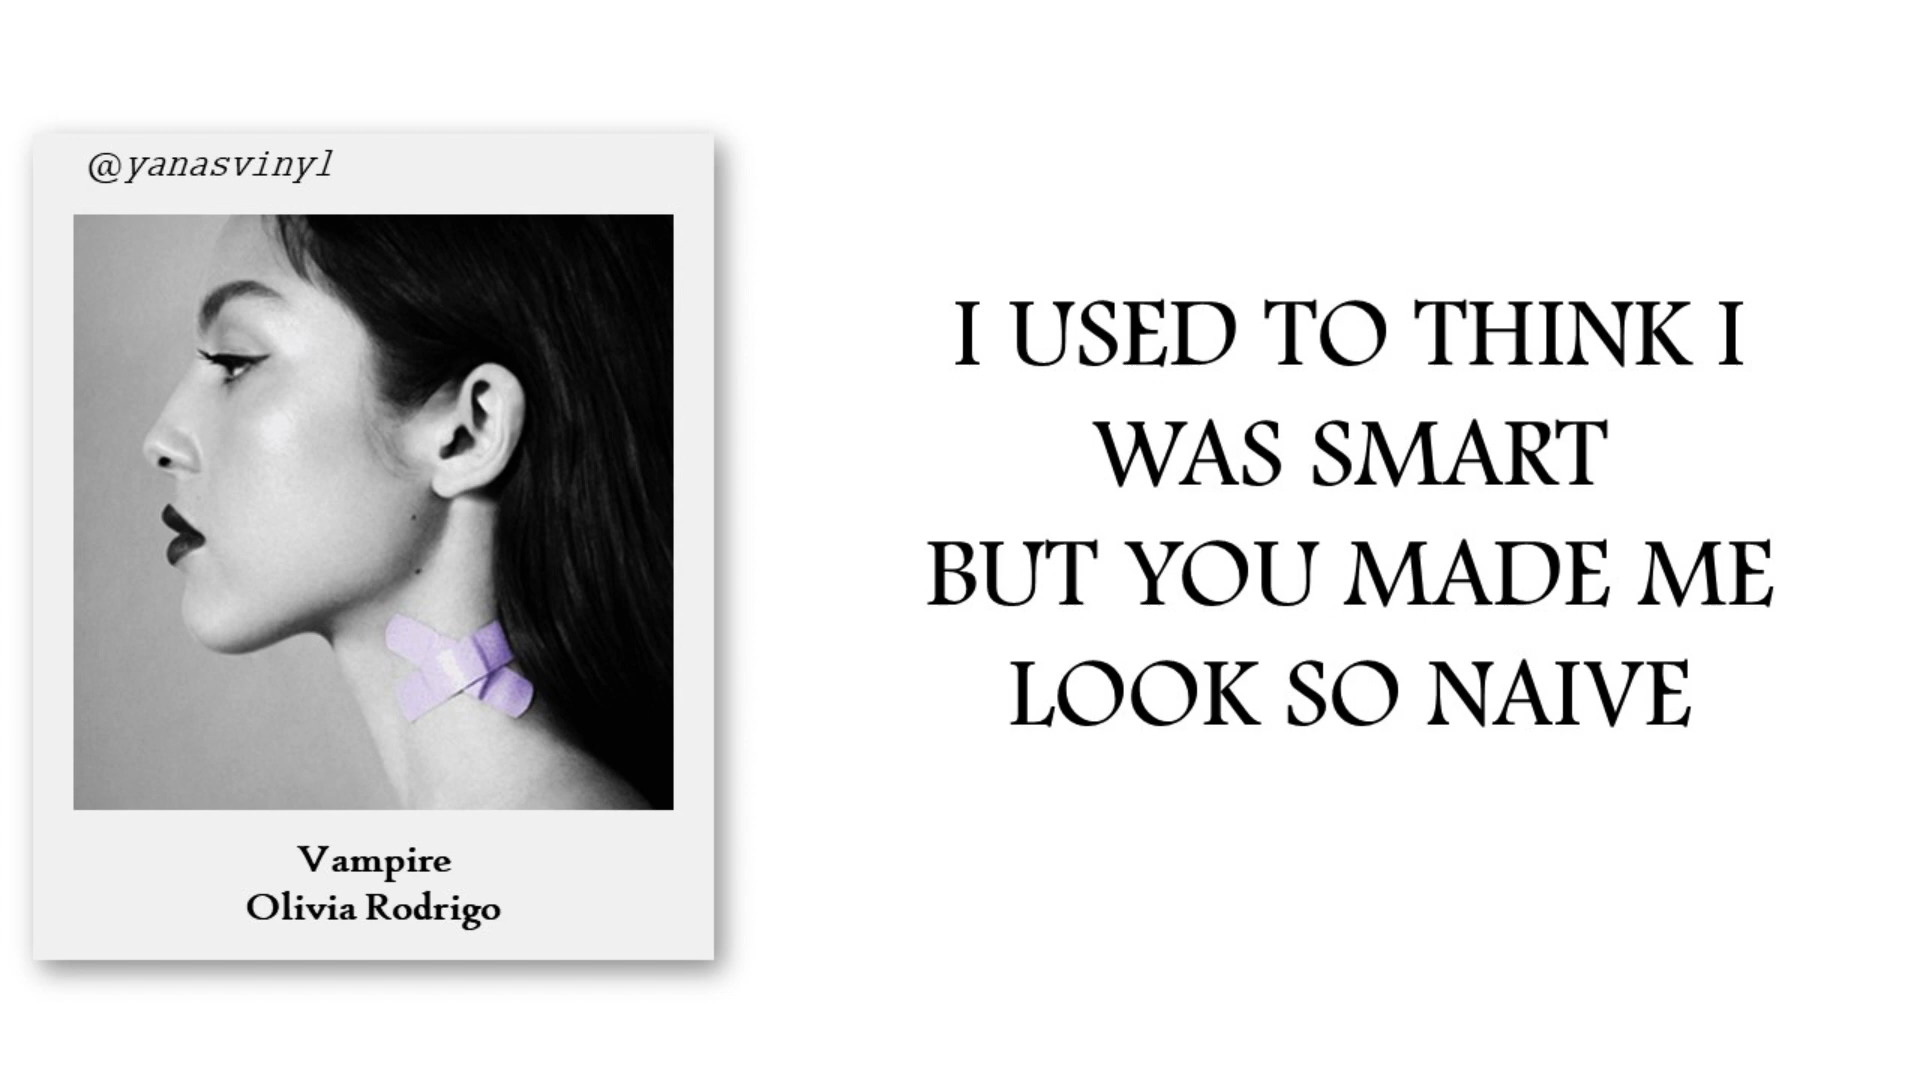 @yanasvinyl
Vampire
Olivia Rodrigo
I USED TO THINK I
WAS SMART
BUT YOU MADE ME
LOOK SO NAIVE